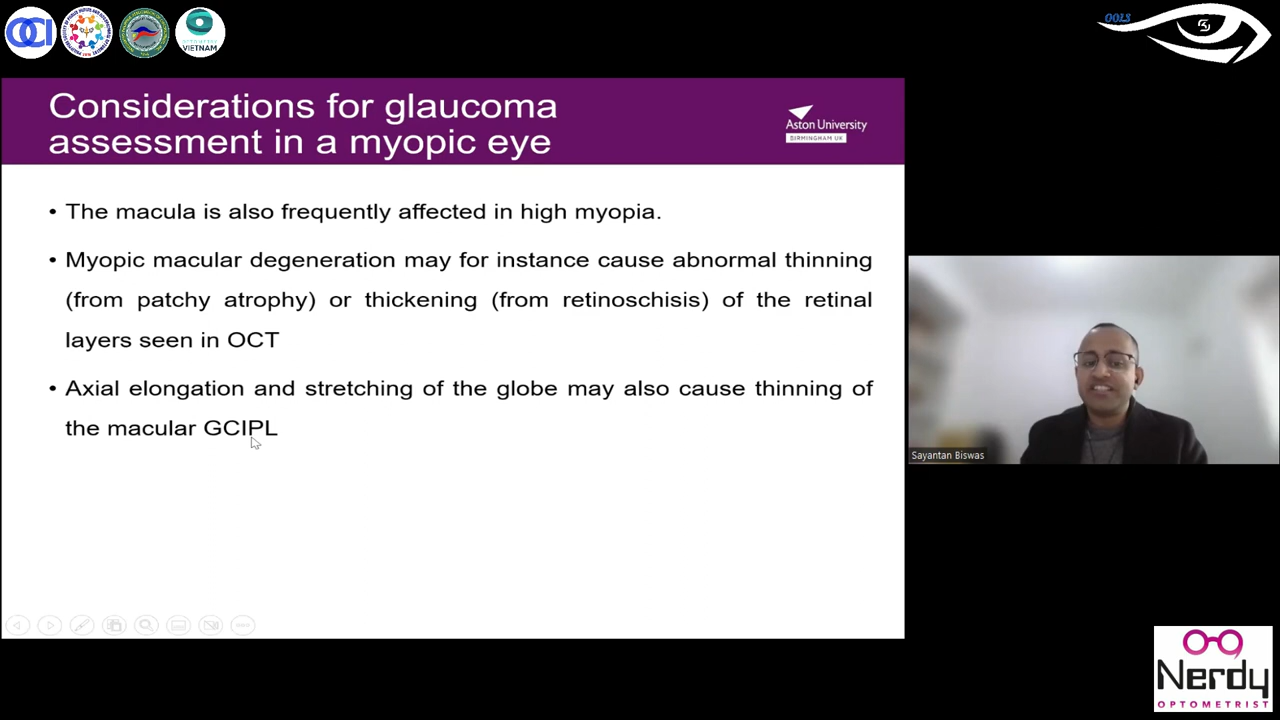 OCI
VIETNAM
OOLS
Considerations for glaucoma
assessment in a myopic eye
Aston University
BIRMINGHAM UK
• The macula is also frequently affected in high myopia.
• Myopic macular degeneration may for instance cause abnormal thinning
(from patchy atrophy) or thickening (from retinoschisis) of the retinal
layers seen in OCT
• Axial elongation and stretching of the globe may also cause thinning of
the macular GCIPL
Sayantan Biswas
Nerdy
OPTOMETRIST